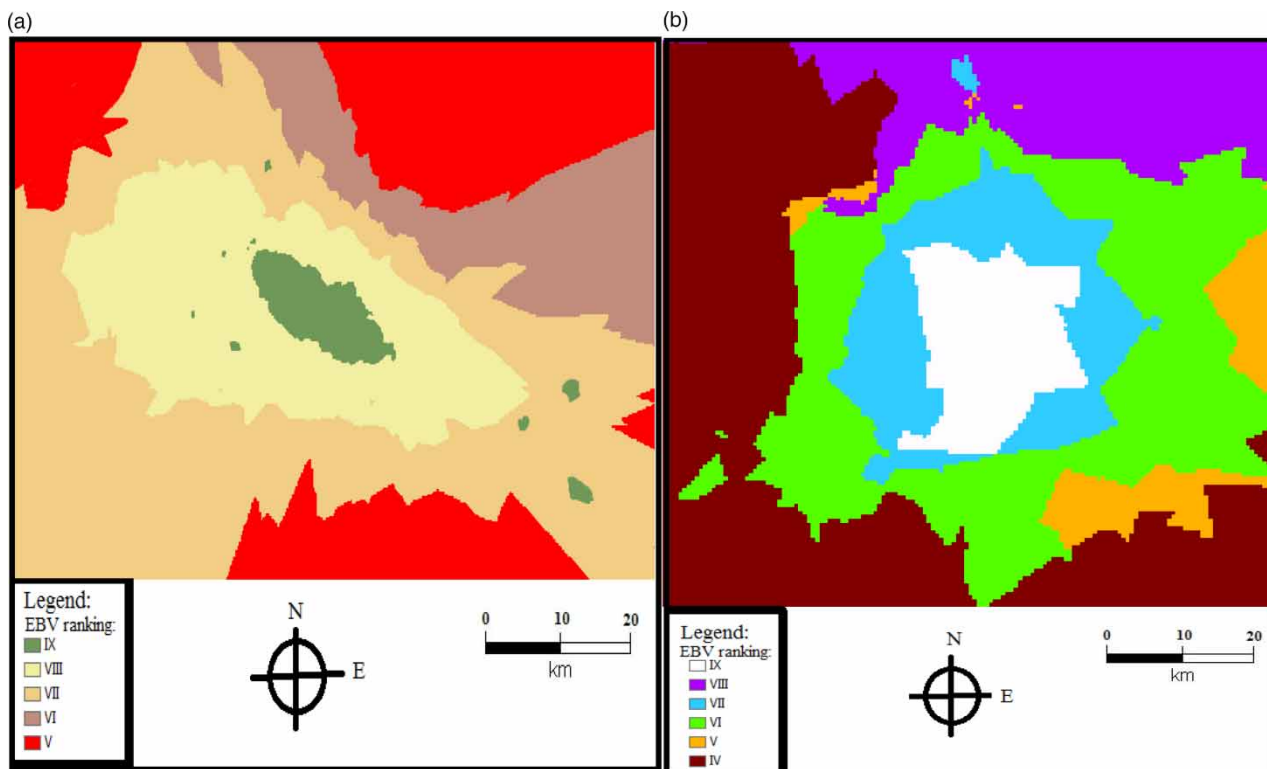 (a)
Legend:
EBV ranking:
IX
VIII
VII
VI
V
N
E
0 10 20
km
(b)
Legend:
EBV ranking:
IX
VIII
VII
VI
V
IV
N
E
0 10 20
km